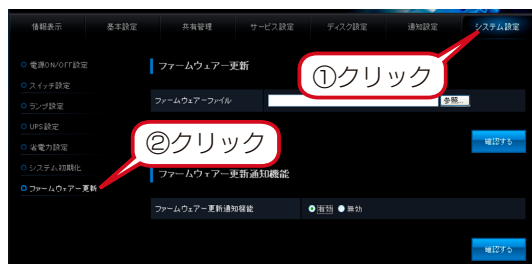 情報表示 基本設定 共有管理 サービス設定 ディスク設定 通知設定 システム設定
電源ON/OFF設定
スイッチ設定
ランプ設定
UPS設定
省電力設定
システム初期化
ファームウェアー更新
ファームウェアー更新
①クリック
ファームウェアーファイル 参照...
確認する
②クリック
ファームウェアー更新通知機能
ファームウェアー更新通知機能 有効 無効
確認する